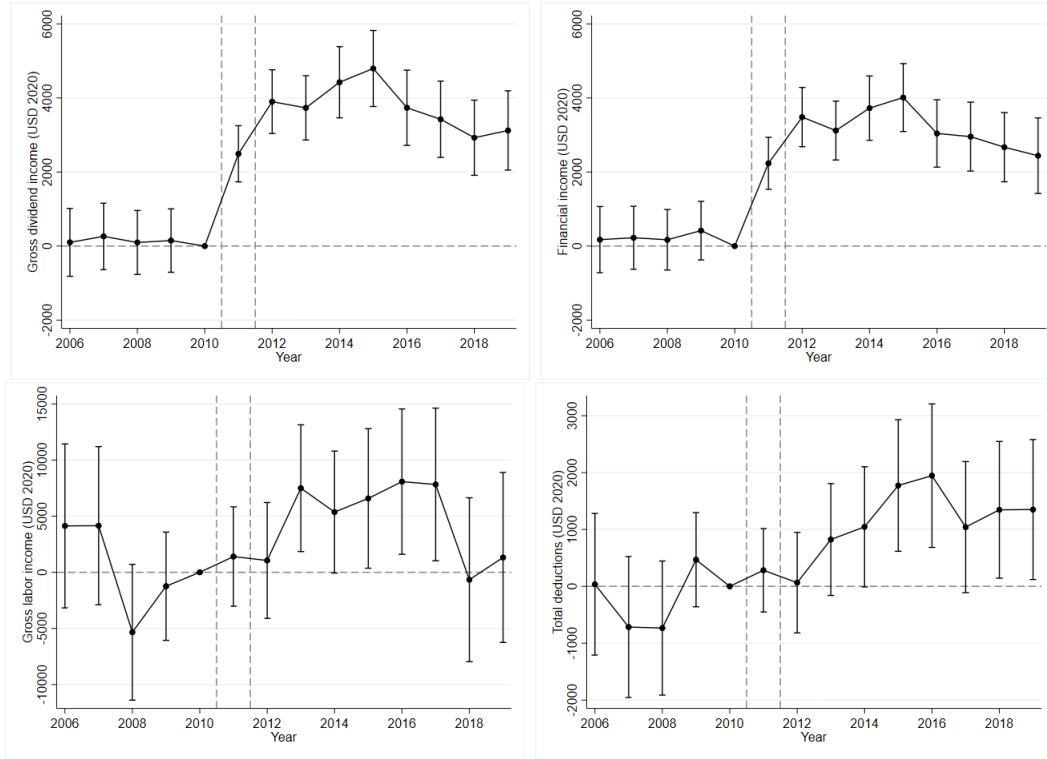 Gross dividend income (USD 2020)
6000
4000
2000
0
-2000
2006 2008 2010 2012 2014 2016 2018
Year
Financial income (USD 2020)
6000
4000
2000
0
-2000
2006 2008 2010 2012 2014 2016 2018
Year
Gross labor income (USD 2020)
15000
10000
5000
0
-5000
-10000
2006 2008 2010 2012 2014 2016 2018
Year
Total deductions (USD 2020)
3000
2000
1000
0
-1000
-2000
2006 2008 2010 2012 2014 2016 2018
Year